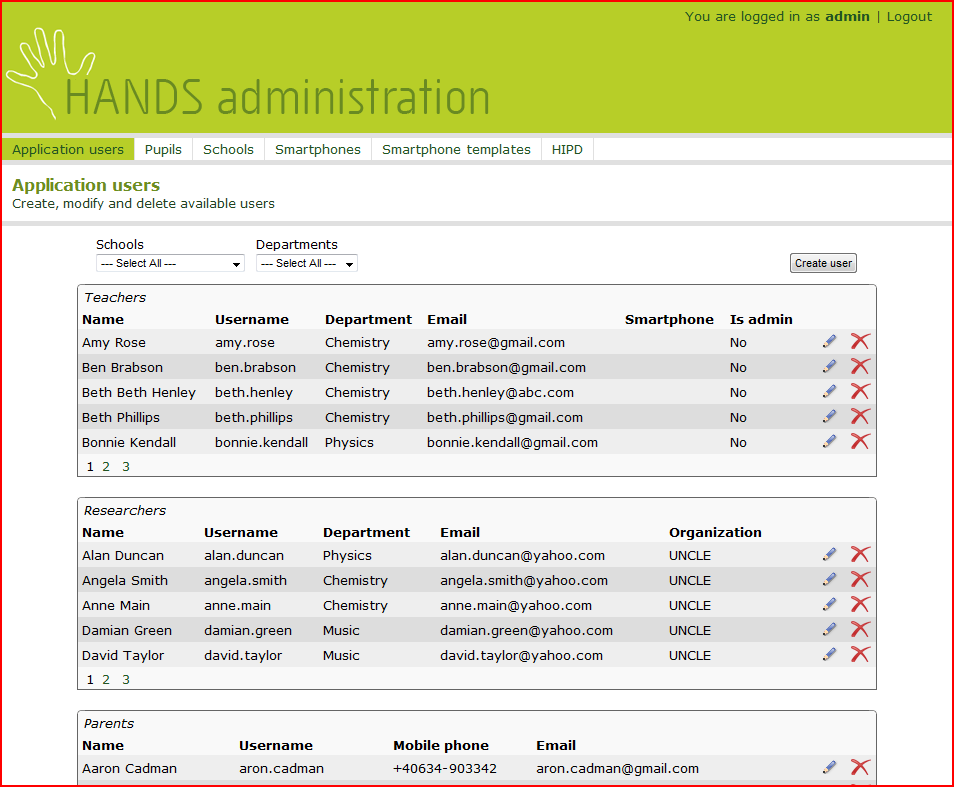 You are logged in as admin | Logout
HANDS administration
Application users Pupils Schools Smartphones Smartphone templates HIPD
Application users
Create, modify and delete available users
Schools Departments
--- Select All --- --- Select All --- Create user
Teachers
Name Username Department Email Smartphone Is admin
Amy Rose amy.rose Chemistry amy.rose@gmail.com No
Ben Brabson ben.brabson Chemistry ben.brabson@gmail.com No
Beth Beth Henley beth.henley Chemistry beth.henley@abc.com No
Beth Phillips beth.phillips Chemistry beth.phillips@gmail.com No
Bonnie Kendall bonnie.kendall Physics bonnie.kendall@gmail.com No
1 2 3
Researchers
Name Username Department Email Organization
Alan Duncan alan.duncan Physics alan.duncan@yahoo.com UNCLE
Angela Smith angela.smith Chemistry angela.smith@yahoo.com UNCLE
Anne Main anne.main Chemistry anne.main@yahoo.com UNCLE
Damian Green damian.green Music damian.green@yahoo.com UNCLE
David Taylor david.taylor Music david.taylor@yahoo.com UNCLE
1 2 3
Parents
Name Username Mobile phone Email
Aaron Cadman aron.cadman +40634-903342 aron.cadman@gmail.com